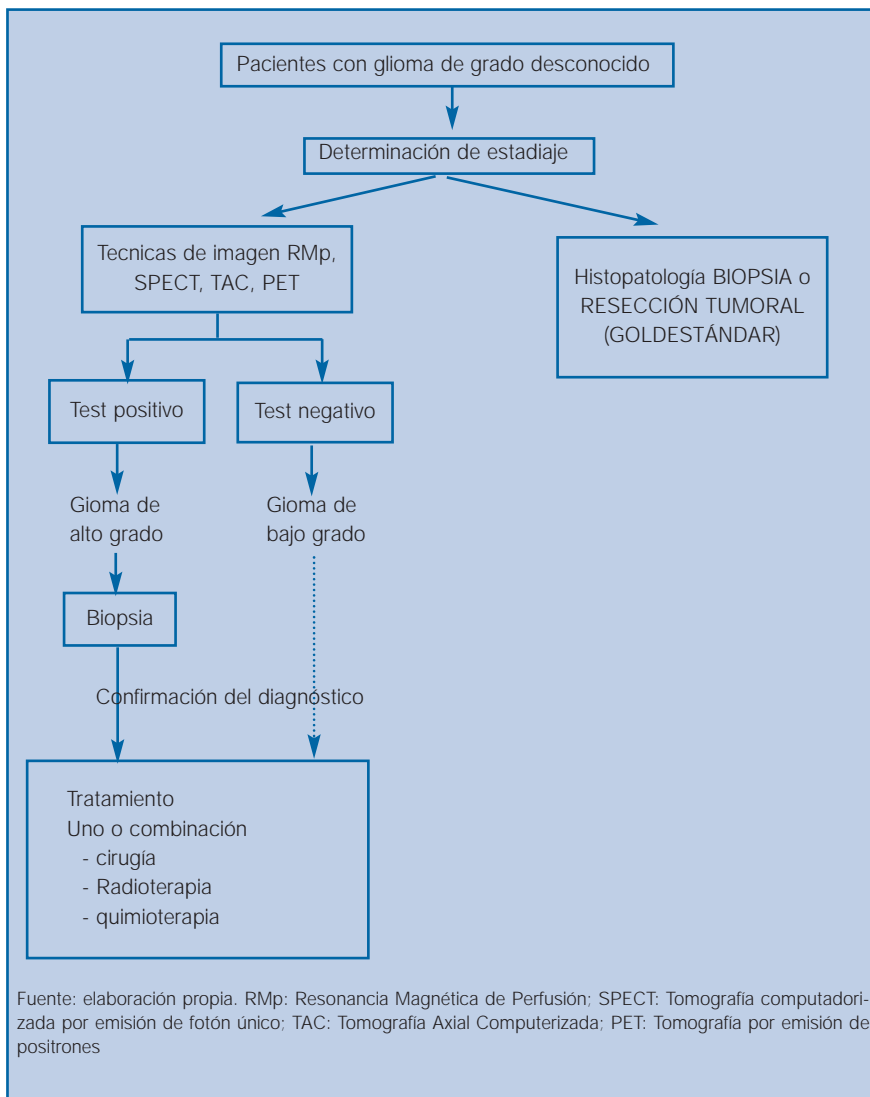 Pacientes con glioma de grado desconocido
Determinación de estadiaje
Tecnicas de imagen RMp,
SPECT, TAC, PET
Histopatología BIOPSIA o
RESECCIÓN TUMORAL
(GOLDESTÁNDAR)
Test positivo
Test negativo
Gioma de
alto grado
Gioma de
bajo grado
Biopsia
Confirmación del diagnóstico
Tratamiento
Uno o combinación
- cirugía
- Radioterapia
- quimioterapia
Fuente: elaboración propia. RMp: Resonancia Magnética de Perfusión; SPECT: Tomografía computadori-
zada por emisión de fotón único; TAC: Tomografía Axial Computerizada; PET: Tomografía por emisión de
positrones